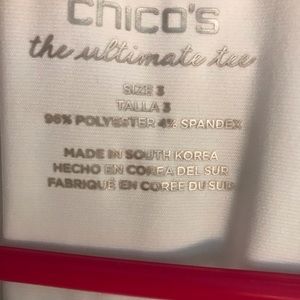 chico's
the ultimate tee
SIZE 3
TALLA 3
96% POLYESTER 4% SPANDEX
MADE IN SOUTH KOREA
HECHO EN COREA DEL SUR
FABRIQUÉ EN CORÉE DU SUD